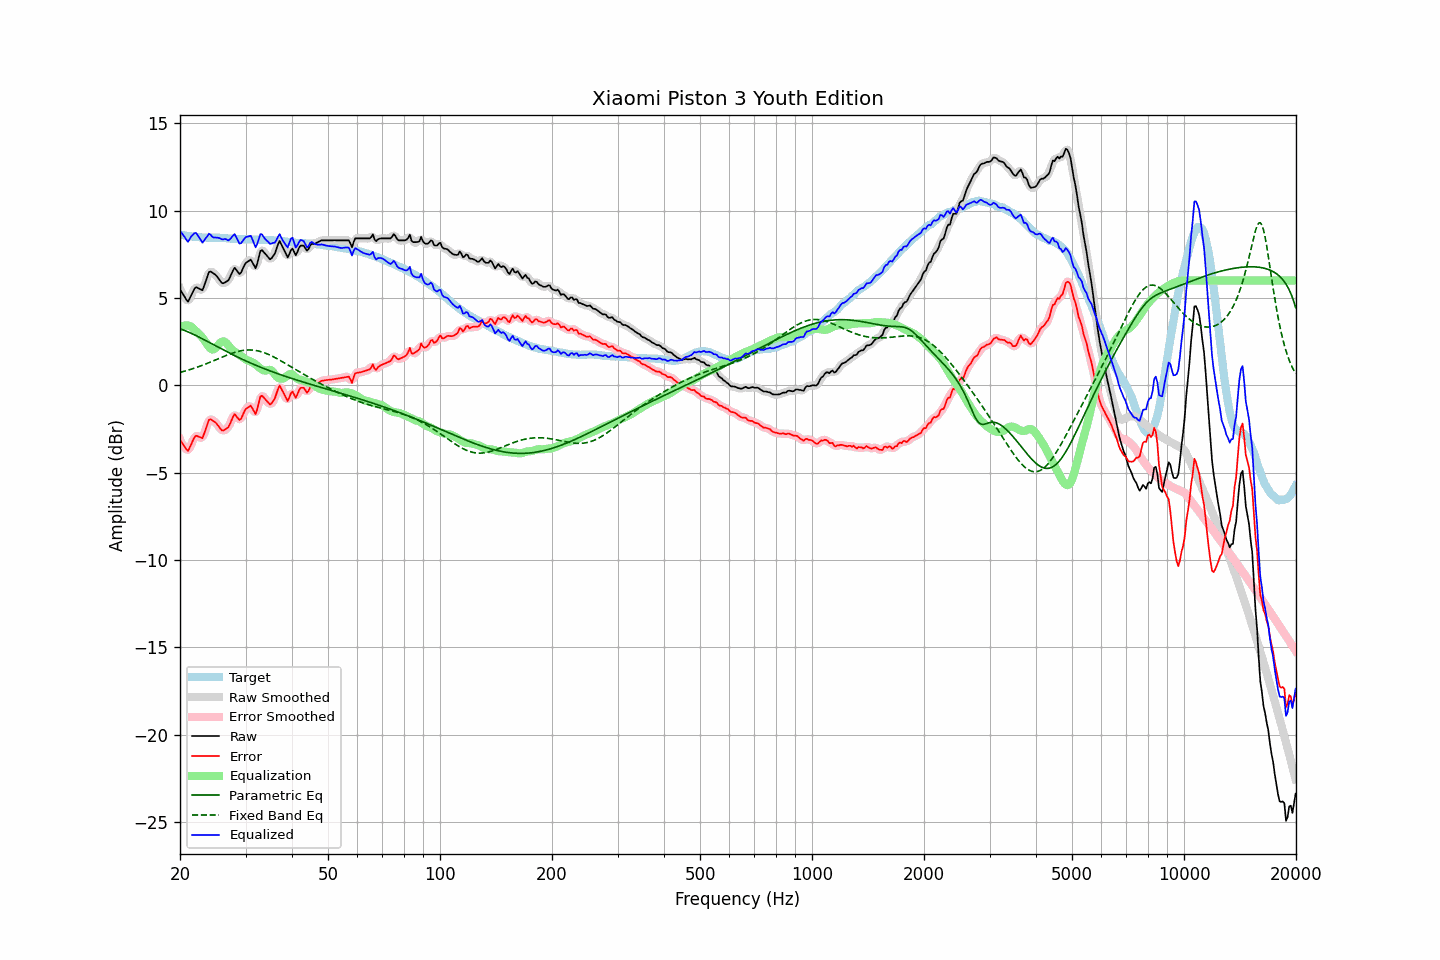 Xiaomi Piston 3 Youth Edition
15
10
5
0
−5
−10
−15
−20
−25
Amplitude (dBr)
Target
Raw Smoothed
Error Smoothed
Raw
Error
Equalization
Parametric Eq
Fixed Band Eq
Equalized
20 50 100 200 500 1000 2000 5000 10000 20000
Frequency (Hz)